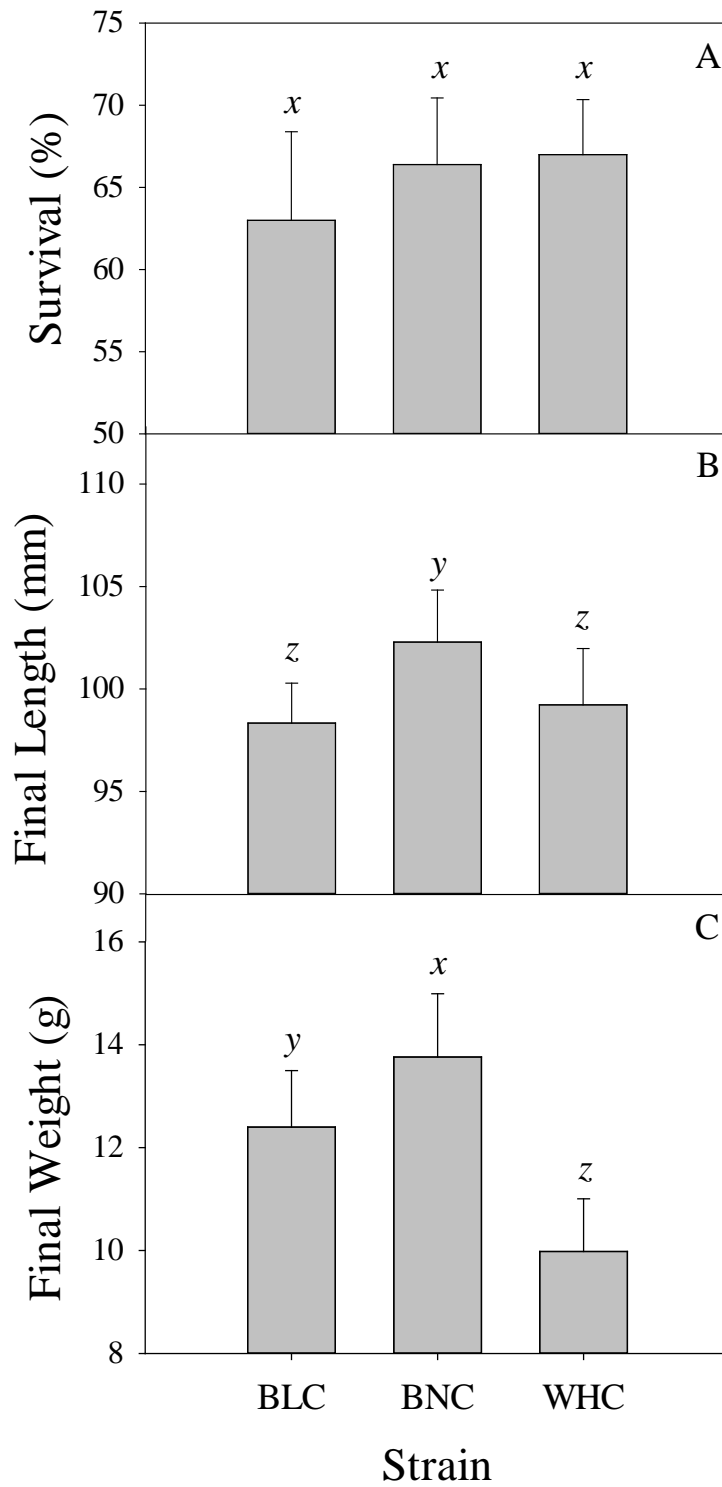 A
Survival (%)
75
70
65
60
55
50
x
x
x
B
Final Length (mm)
110
105
100
95
90
z
y
z
C
Final Weight (g)
16
14
12
10
8
y
x
z
BLC BNC WHC
Strain